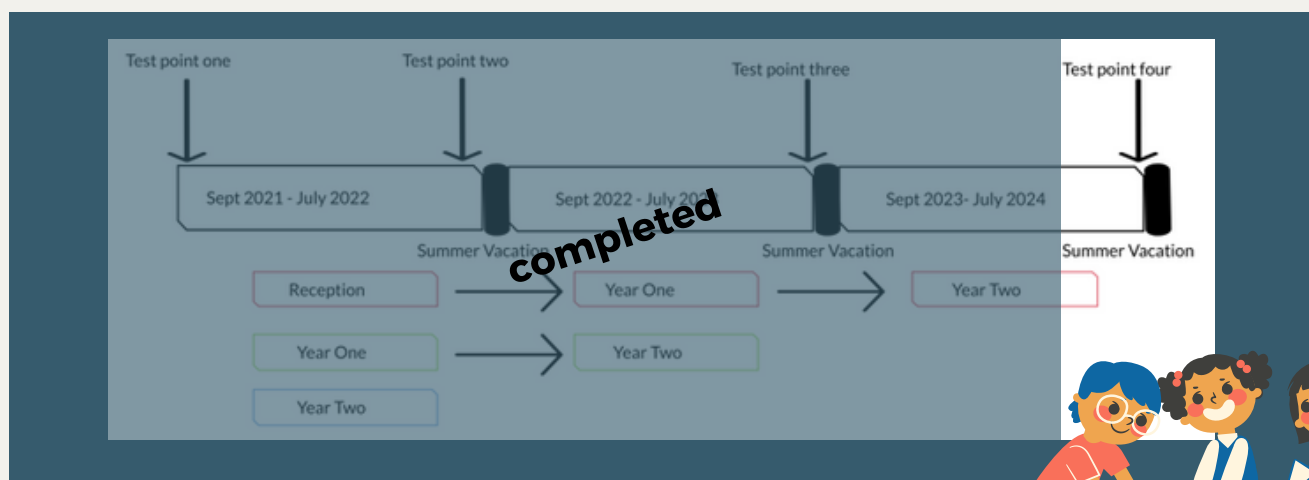 Test point one
Test point two
Test point three
Test point four
Sept 2021 - July 2022
Sept 2022 - July 202
Sept 2023- July 2024
completed
Summer Vacation
Summer Vacation
Summer Vacation
Reception
Year One
Year Two
Year One
Year Two
Year Two